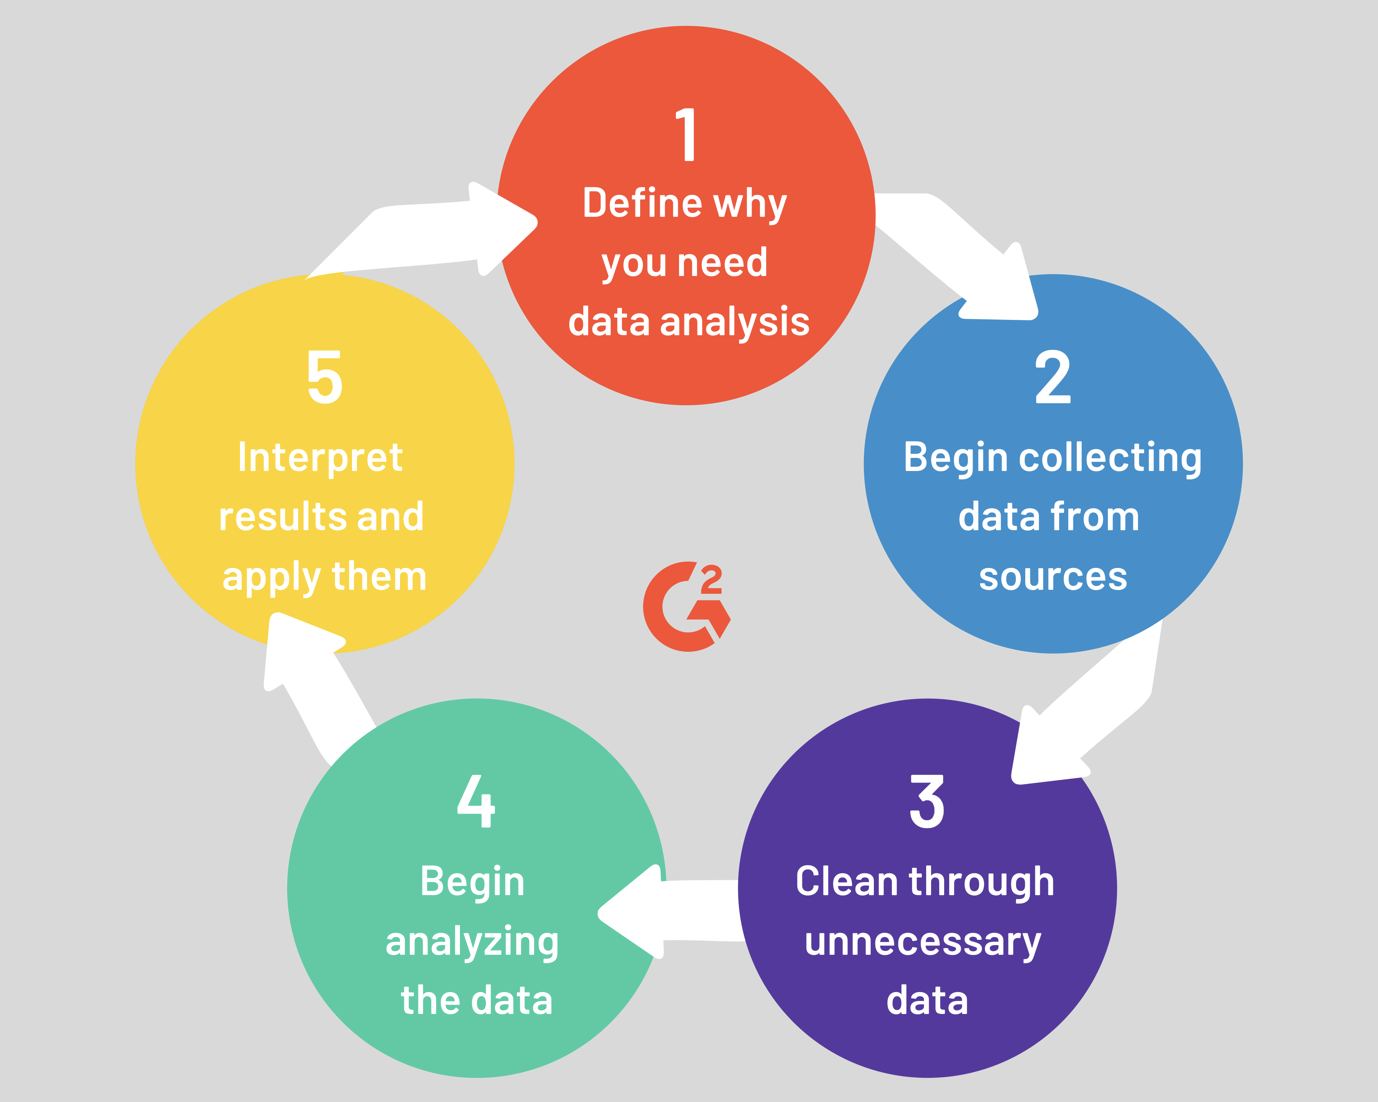 1
Define why
you need
data analysis
2
Begin collecting
data from
sources
3
Clean through
unnecessary
data
4
Begin
analyzing
the data
5
Interpret
results and
apply them
G2